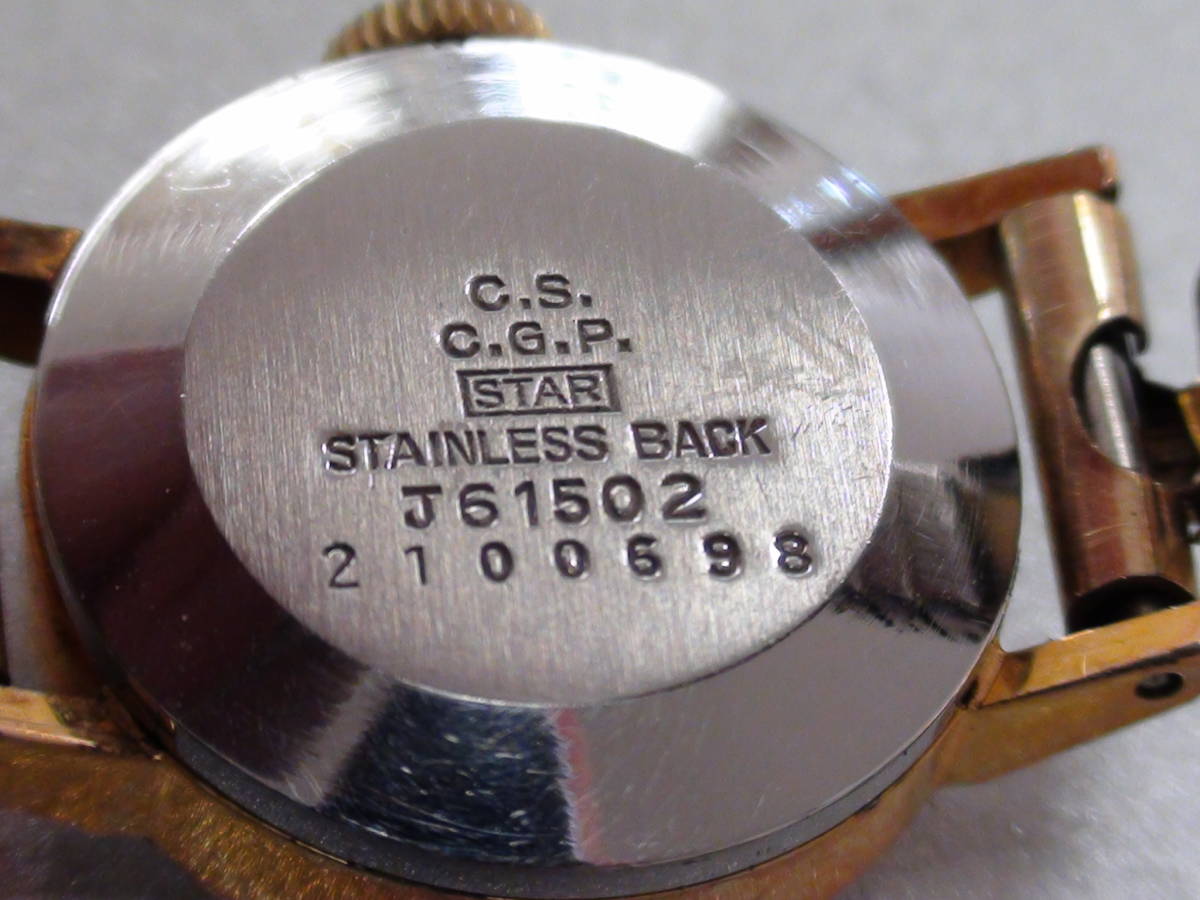 C.S.
C.G.P.
STAR
STAINLESS BACK
J61502
2100698